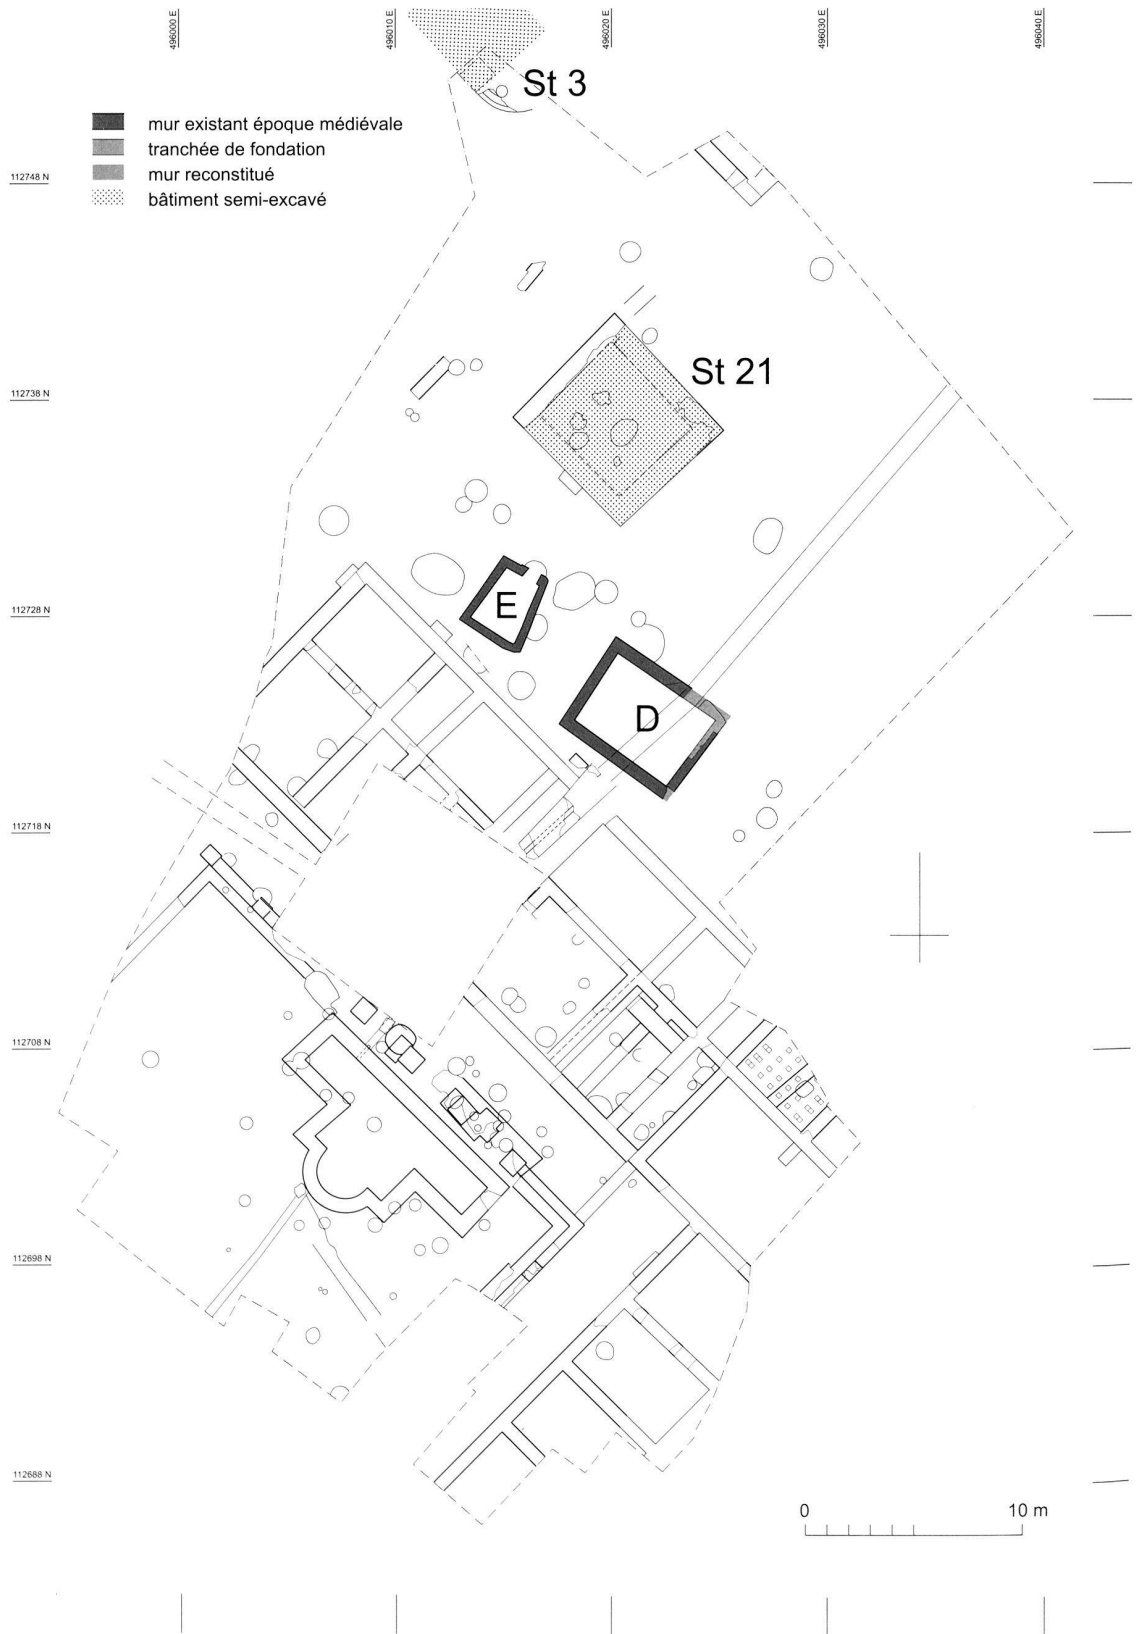 496000 E
496010 E
496020 E
496030 E
496040 E
St 3
mur existant époque médiévale
tranchée de fondation
mur reconstitué
bâtiment semi-excavé
112748 N
St 21
112738 N
E
112728 N
D
112718 N
112708 N
112698 N
112688 N
0 10 m